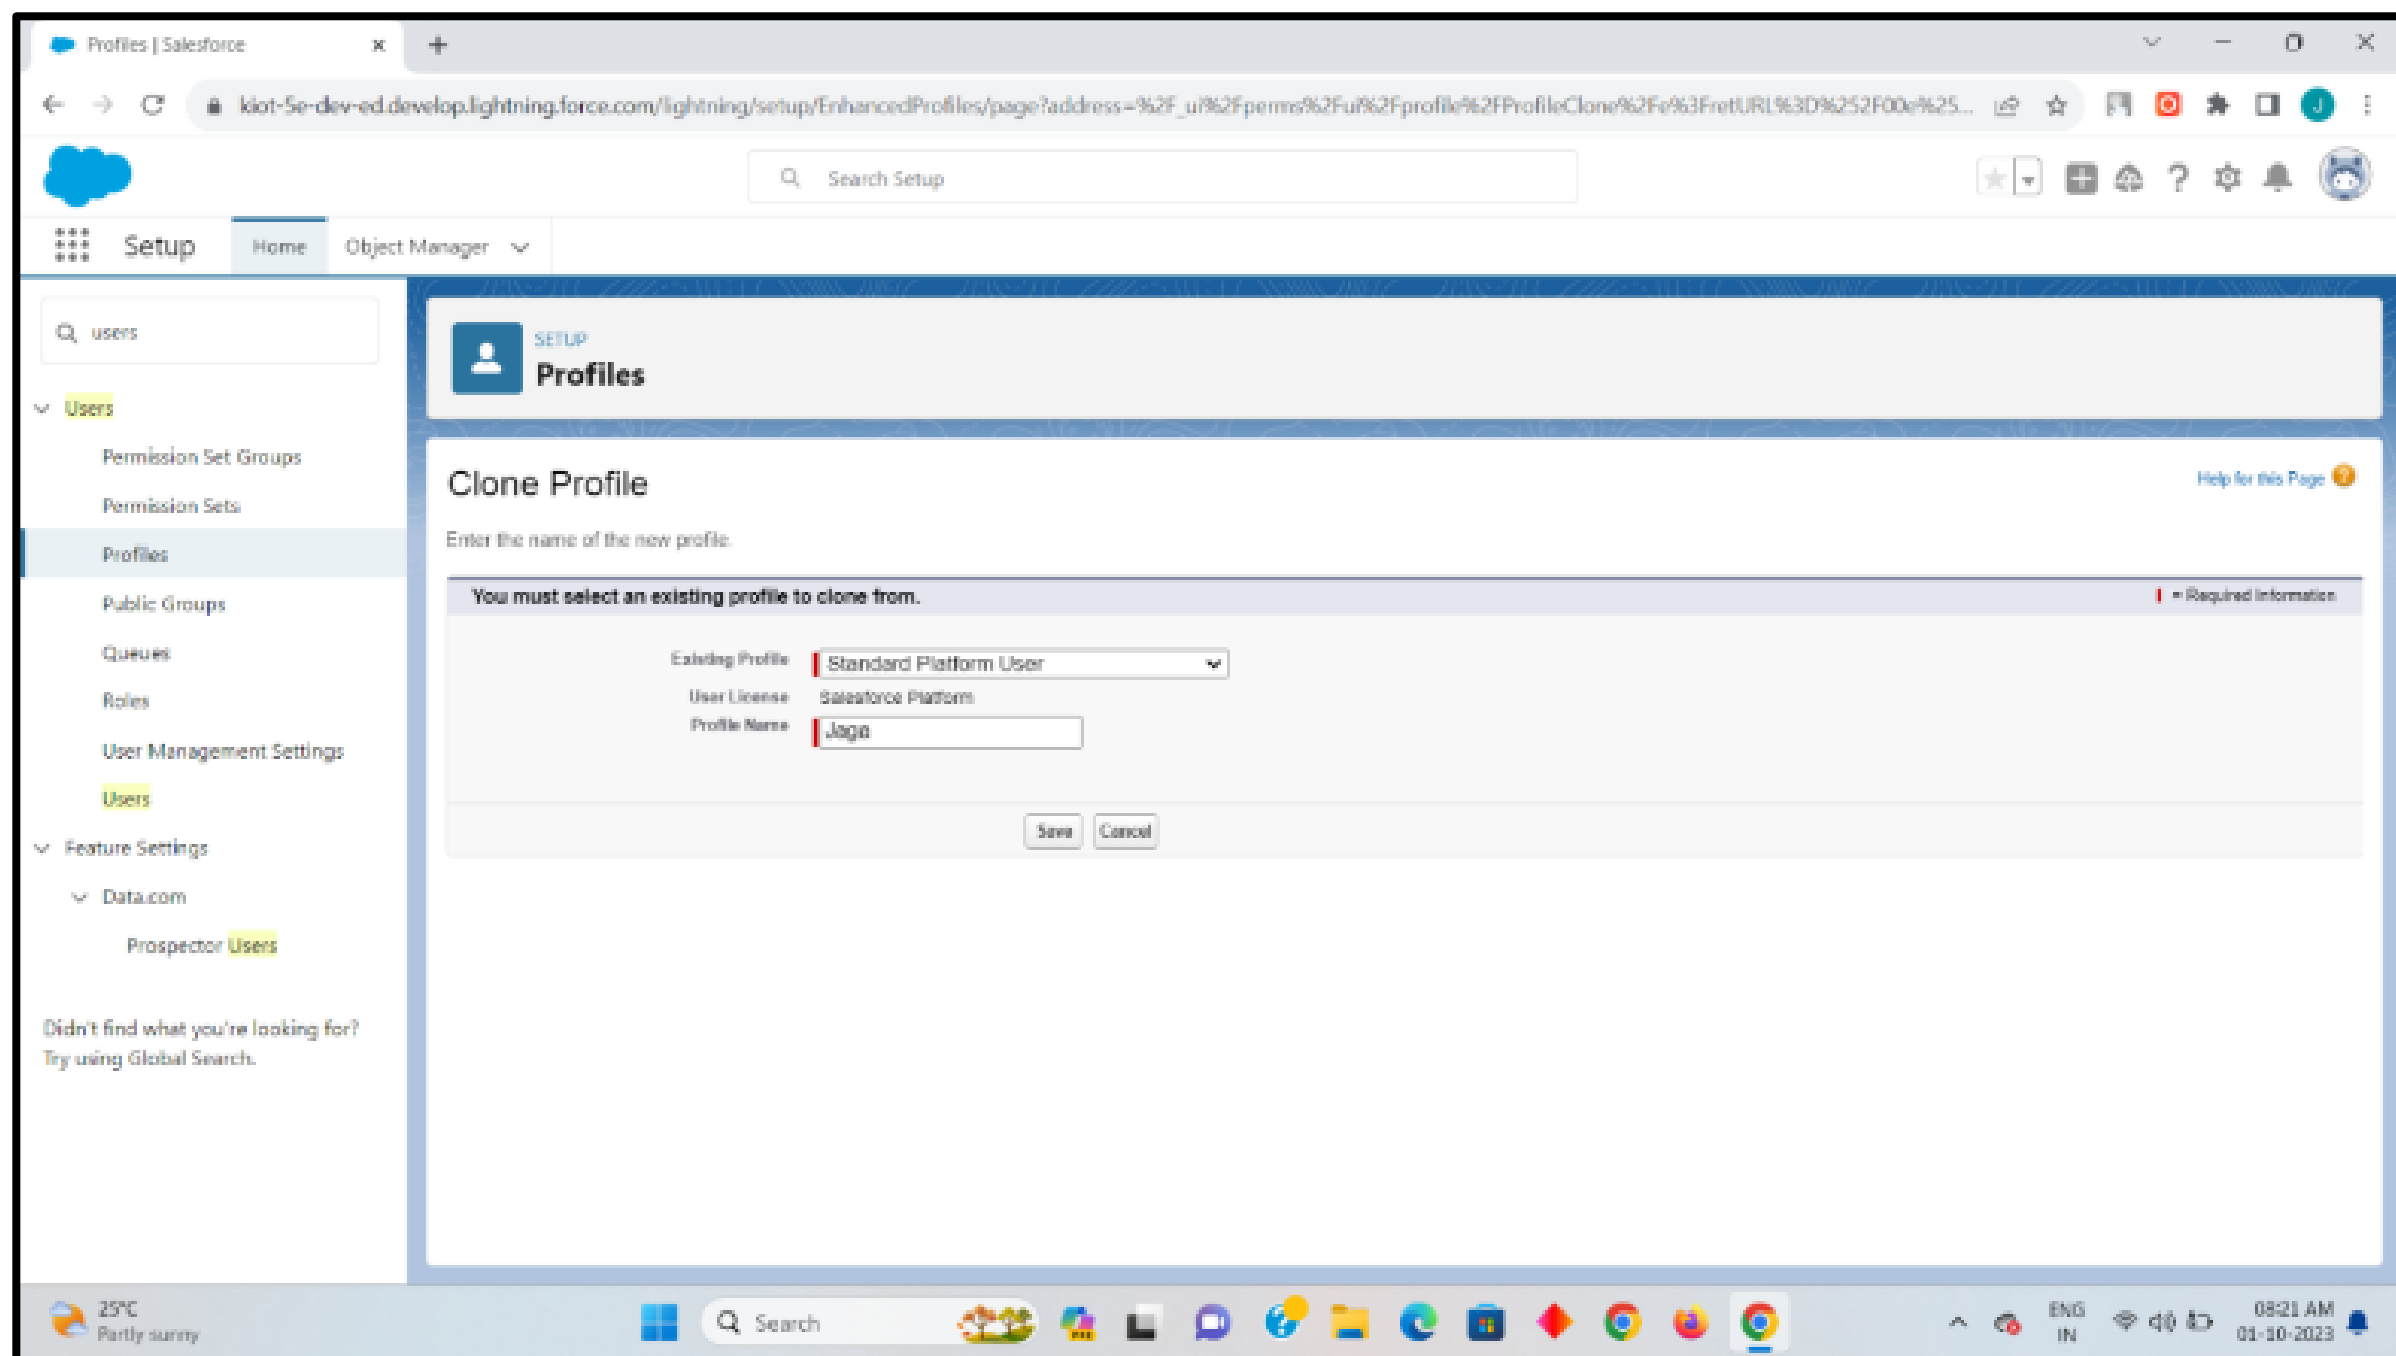 Profiles | Salesforce
kiot-5e-dev-ed.develop.lightning.force.com/lightning/setup/EnhancedProfiles/page?address=%2F_ui%2Fperms%2Fui%2Fprofile%2FProfileClone%2Fe%3FretURL%3D%252F00e%25...
J
Search Setup
Setup
Home
Object Manager
users
SETUP
Profiles
Users
Permission Set Groups
Permission Sets
Profiles
Public Groups
Queues
Roles
User Management Settings
Users
Feature Settings
Data.com
Prospector Users
Didn't find what you're looking for?
Try using Global Search.
Clone Profile
Help for this Page
Enter the name of the new profile.
You must select an existing profile to clone from.
= Required Information
Existing Profile Standard Platform User
User License Salesforce Platform
Profile Name Jaga
Save Cancel
25°C
Partly sunny
Search
ENG
IN
08:21 AM
01-10-2023